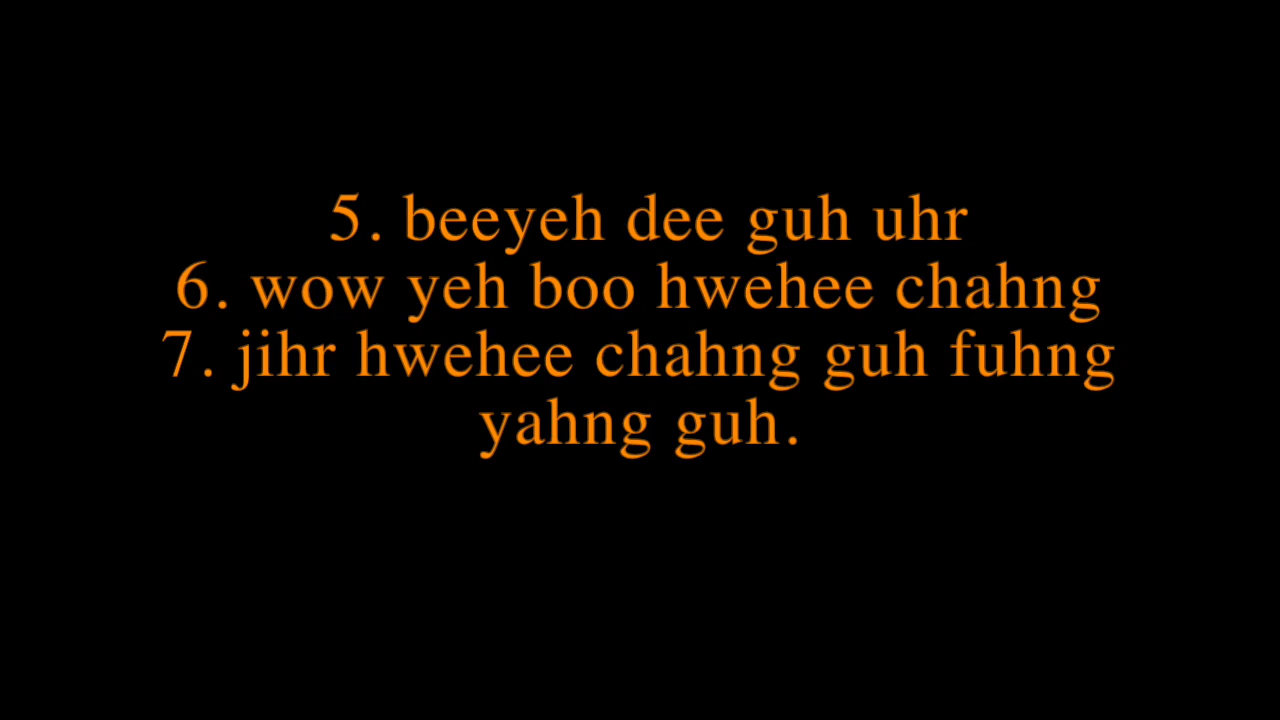 5. beeyeh dee guh uhr
6. wow yeh boo hwehee chahng
7. jihr hwehee chahng guh fuhng
yahng guh.